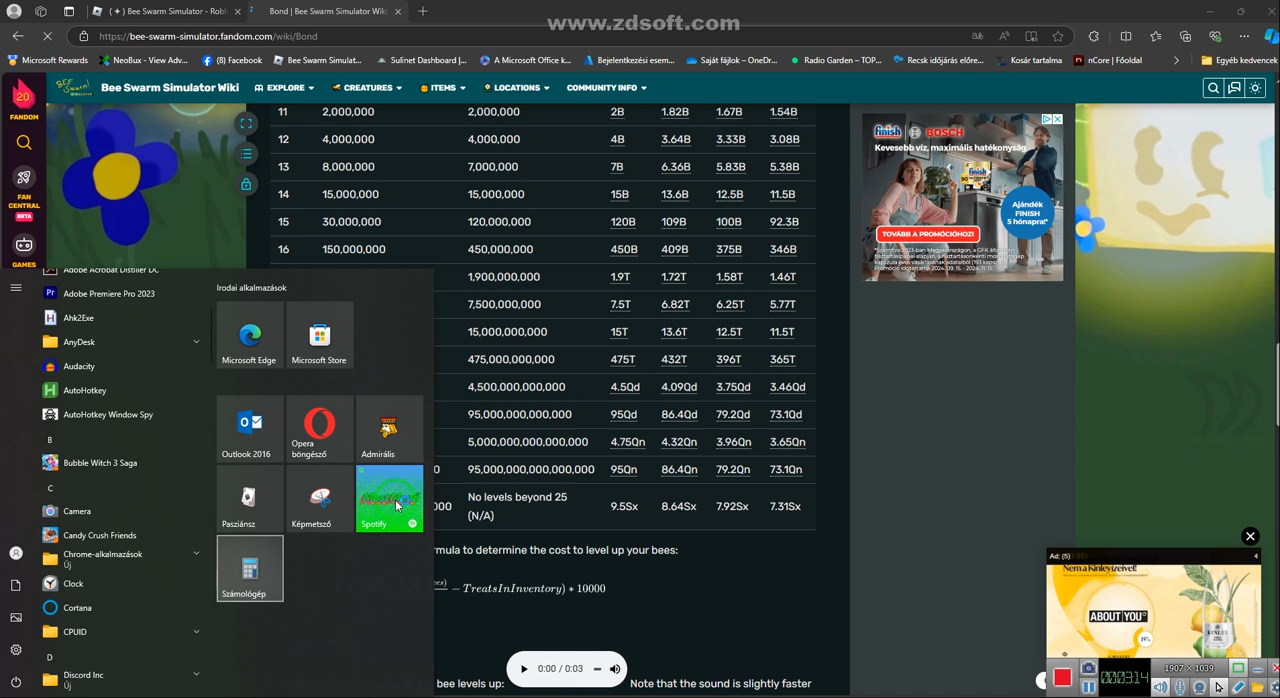 ( + ) Bee Swarm Simulator - Rob
Bond | Bee Swarm Simulator Wiki
www.zdsoft.com
https://bee-swarm-simulator.fandom.com/wiki/Bond
Microsoft Rewards
NeoBux - View Adv...
(8) Facebook
Bee Swarm Simulat...
Sulinet Dashboard |...
A Microsoft Office k...
Bejelentkezési esem...
Saját fájlok – OneDr...
Radio Garden – TOP...
Recsk időjárás előre...
Kosár tartalma
nCore | Főoldal
Egyéb kedvencek
20
FANDOM
FAN CENTRAL
BETA
GAMES
Bee Swarm Simulator Wiki
EXPLORE
CREATURES
ITEMS
LOCATIONS
COMMUNITY INFO
11 2,000,000 2,000,000 2B 1.82B 1.67B 1.54B
12 4,000,000 4,000,000 4B 3.64B 3.33B 3.08B
13 8,000,000 7,000,000 7B 6.36B 5.83B 5.38B
14 15,000,000 15,000,000 15B 13.6B 12.5B 11.5B
15 30,000,000 120,000,000 120B 109B 100B 92.3B
16 150,000,000 450,000,000 450B 409B 375B 346B
1,900,000,000 1.9T 1.72T 1.58T 1.46T
7,500,000,000 7.5T 6.82T 6.25T 5.77T
15,000,000,000 15T 13.6T 12.5T 11.5T
475,000,000,000 475T 432T 396T 365T
4,500,000,000,000 4.5Qd 4.09Qd 3.75Qd 3.46Qd
95,000,000,000,000 95Qd 86.4Qd 79.2Qd 73.1Qd
5,000,000,000,000,000 4.75Qn 4.32Qn 3.96Qn 3.65Qn
0 95,000,000,000,000,000 95Qn 86.4Qn 79.2Qn 73.1Qn
000 No levels beyond 25 (N/A) 9.5Sx 8.64Sx 7.92Sx 7.31Sx
rmula to determine the cost to level up your bees:
− TreatsInInventory) ∗ 10000
0:00 / 0:03
bee levels up:
Note that the sound is slightly faster
Adobe Acrobat Distiller DC
Adobe Premiere Pro 2023
Ahk2Exe
AnyDesk
Audacity
AutoHotkey
AutoHotkey Window Spy
B
Bubble Witch 3 Saga
C
Camera
Candy Crush Friends
Chrome-alkalmazások
Új
Clock
Cortana
CPUID
D
Discord Inc
Új
Irodai alkalmazások
Microsoft Edge
Microsoft Store
Outlook 2016
Opera böngésző
Admirális
Pasziánsz
Képmetsző
Spotify
Számológép
finish
BOSCH
Kevesebb víz, maximális hatékonyság
Ajándék
FINISH
5 hónapra!*
TOVÁBB A PROMÓCIÓHOZ!
Ad: (5)
4
Nem a Kinley ízeivel!
ABOUT YOU°
KINLEY
1907 × 1039